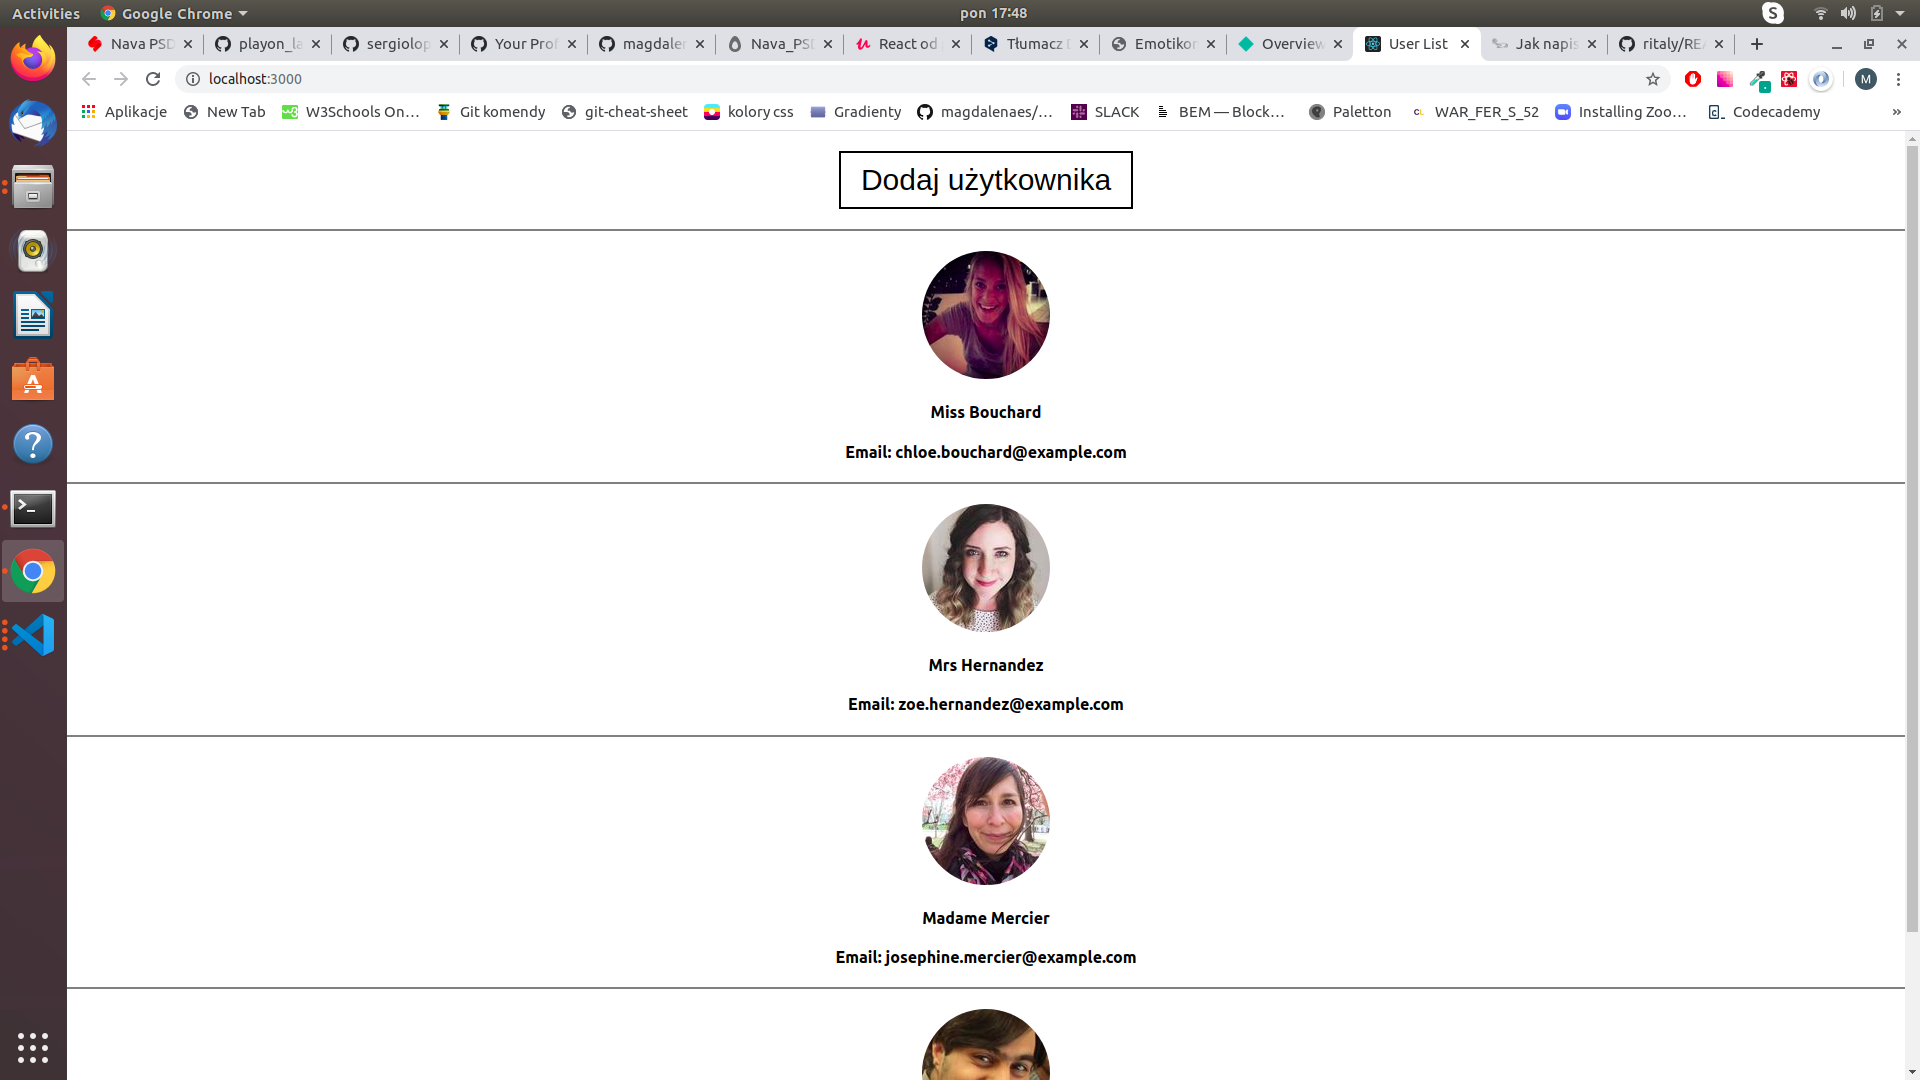 Activities
Google Chrome
pon 17:48
Nava PSD
playon_la
sergiolop
Your Prof
magdalen
Nava_PSD
React od
Tłumacz D
Emotikon
Overview
User List
Jak napis
ritaly/REA
localhost:3000
M
Aplikacje
New Tab
W3Schools On…
Git komendy
git-cheat-sheet
kolory css
Gradienty
magdalenaes/…
SLACK
BEM — Block…
Paletton
WAR_FER_S_52
Installing Zoo…
Codecademy
»
Dodaj użytkownika
Miss Bouchard
Email: chloe.bouchard@example.com
Mrs Hernandez
Email: zoe.hernandez@example.com
Madame Mercier
Email: josephine.mercier@example.com